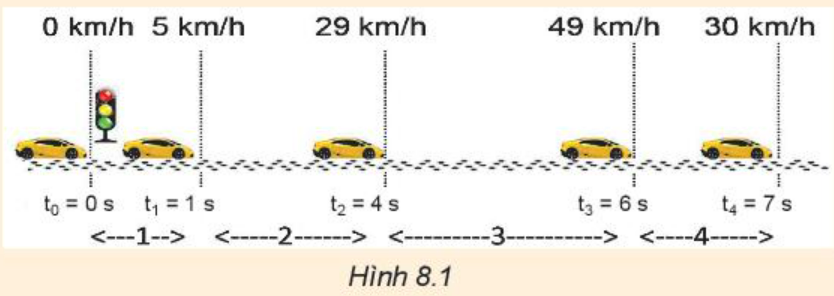 0 km/h 5 km/h 29 km/h 49 km/h 30 km/h
t₀ = 0 s t₁ = 1 s t₂ = 4 s t₃ = 6 s t₄ = 7 s
<---1--> <-----2------> <---------3---------> <----4----->
Hình 8.1